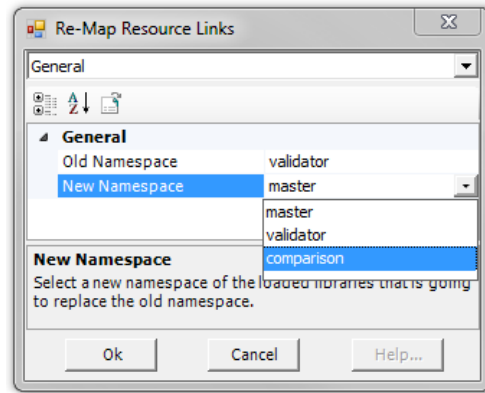 Re-Map Resource Links
General
General
Old Namespace validator
New Namespace master
master
validator
comparison
New Namespace
Select a new namespace of the loaded libraries that is going
to replace the old namespace.
Ok Cancel Help...